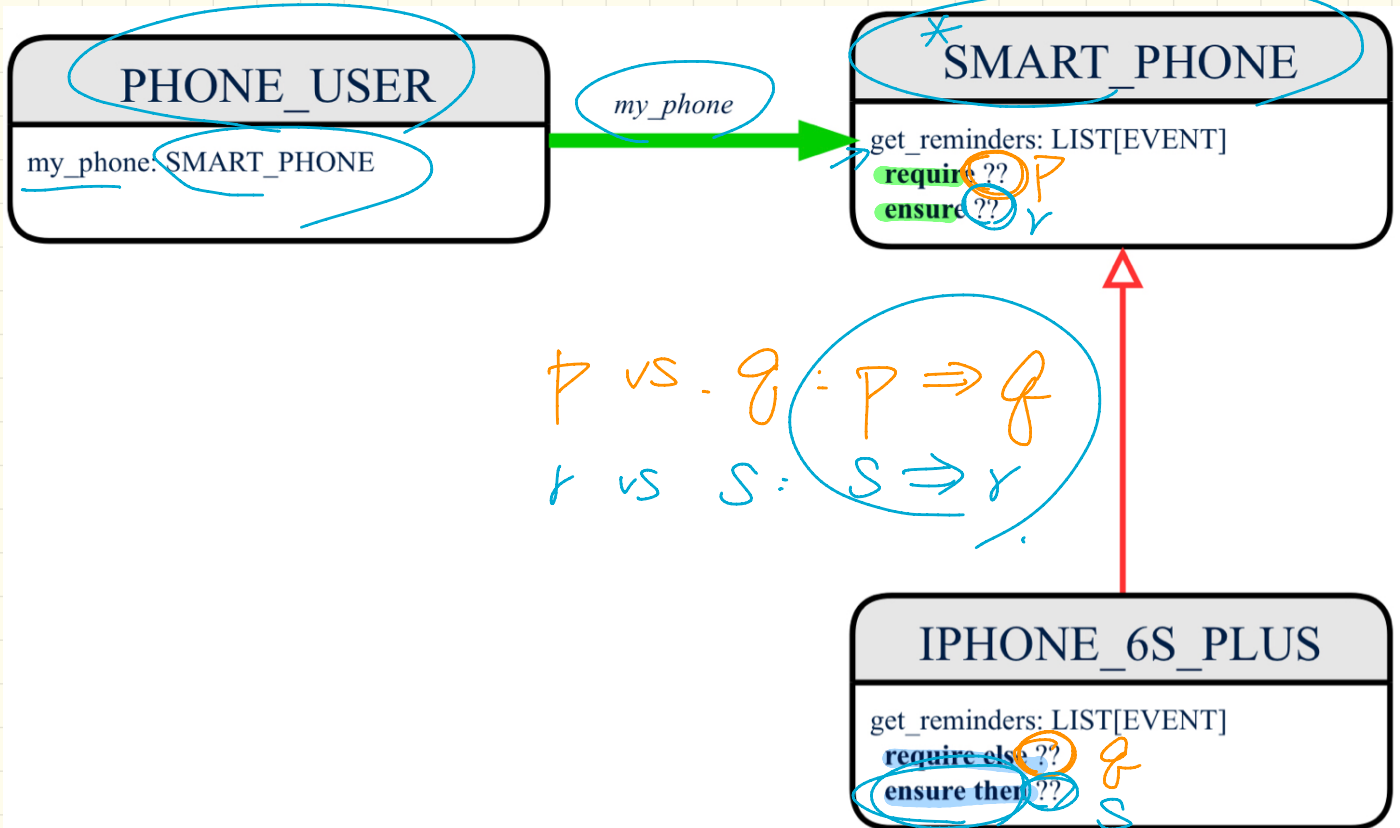 PHONE_USER
my_phone: SMART_PHONE
my_phone
*
SMART_PHONE
get_reminders: LIST[EVENT]
require ?? p
ensure ?? r
p vs. q : p ⇒ q
r vs s : s ⇒ r
IPHONE_6S_PLUS
get_reminders: LIST[EVENT]
require else ?? q
ensure then ?? s